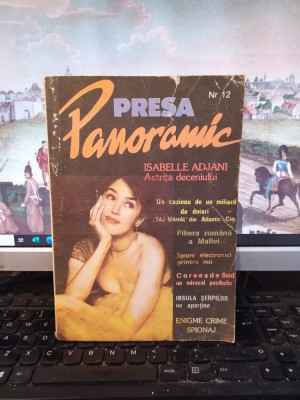 Nr 12
PRESA
Panoramic
ISABELLE ADJANI
Actrița deceniului
Un cazinou de un miliard
de dolari
"TAJ MAHAL" din Atlantic-City
Filiera română
a Mafiei
Spioni electronici
printre noi
Coreea de Sud
un miracol posibelic
INSULA ȘERPILOR
ne aparține
ENIGME CRIME
SPIONAJ